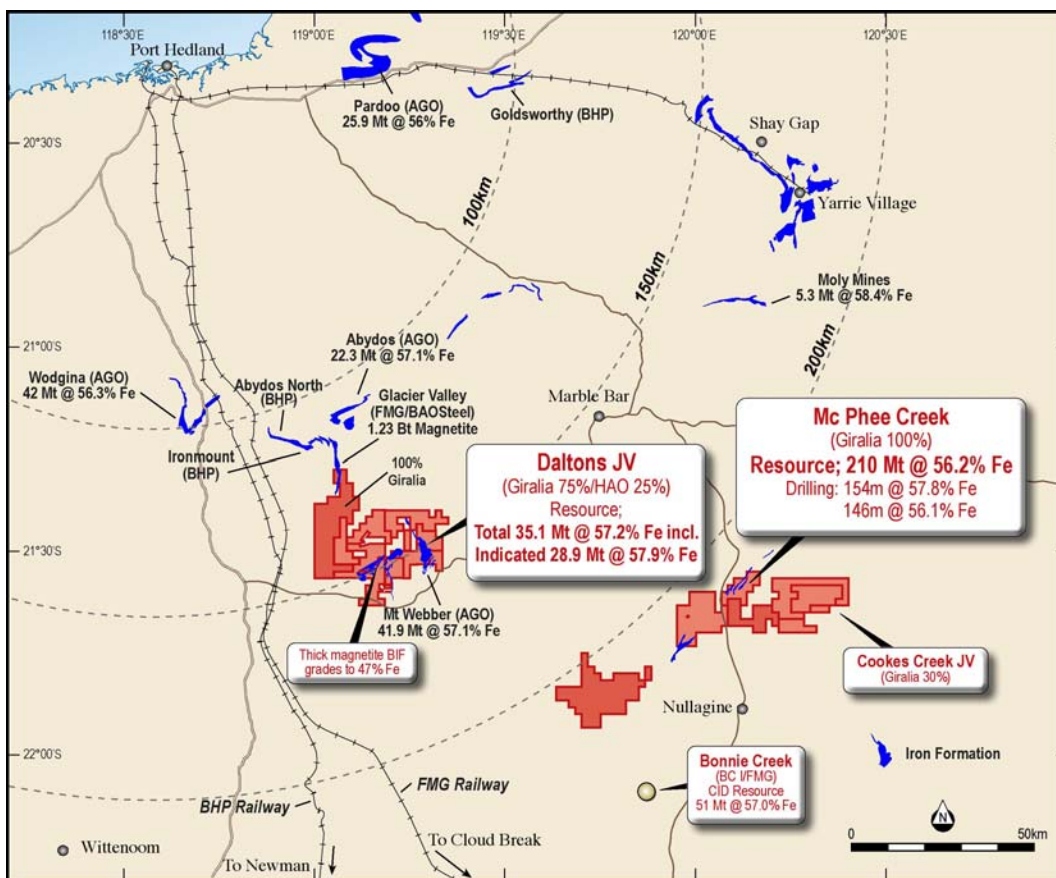 118°30'E
119°00'E
119°30'E
120°00'E
120°30'E
Port Hedland
Pardoo (AGO)
25.9 Mt @ 56% Fe
Goldsworthy (BHP)
Shay Gap
20°30'S
Yarrie Village
100km
150km
200km
Moly Mines
5.3 Mt @ 58.4% Fe
21°00'S
Abydos (AGO)
22.3 Mt @ 57.1% Fe
Wodgina (AGO)
42 Mt @ 56.3% Fe
Abydos North
(BHP)
Glacier Valley
(FMG/BAOSteel)
1.23 Bt Magnetite
Marble Bar
Ironmount
(BHP)
100%
Giralia
Daltons JV
(Giralia 75%/HAO 25%)
Resource;
Total 35.1 Mt @ 57.2% Fe incl.
Indicated 28.9 Mt @ 57.9% Fe
Mc Phee Creek
(Giralia 100%)
Resource; 210 Mt @ 56.2% Fe
Drilling: 154m @ 57.8% Fe
146m @ 56.1% Fe
21°30'S
Mt Webber (AGO)
41.9 Mt @ 57.1% Fe
Thick magnetite BIF
grades to 47% Fe
Cookes Creek JV
(Giralia 30%)
Nullagine
22°00'S
Bonnie Creek
(BC I/FMG)
CID Resource
51 Mt @ 57.0% Fe
Iron Formation
BHP Railway
FMG Railway
N
0
50km
Wittenoom
To Newman
To Cloud Break